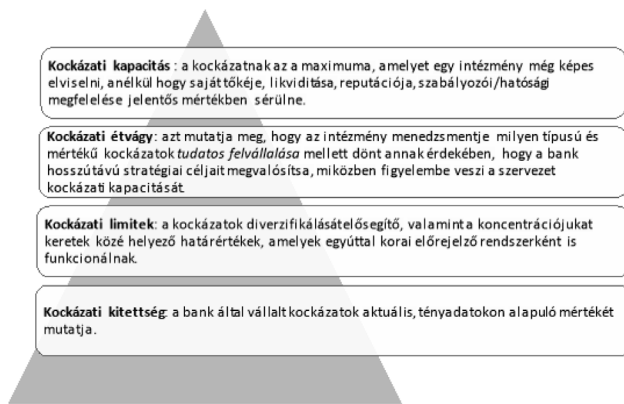 Kockázati kapacitás : a kockázatnak az a maximuma, amelyet egy intézmény még képes
elviselni, anélkül hogy saját tőkéje, likviditása, reputációja, szabályozói/hatósági
megfelelése jelentős mértékben sérülne.
Kockázati étvágy: azt mutatja meg, hogy az intézmény menedzsmentje milyen típusú és
mértékű kockázatok tudatos felvállalása mellett dönt annak érdekében, hogy a bank
hosszútávú stratégiai céljait megvalósítsa, miközben figyelembe veszi a szervezet
kockázati kapacitását.
Kockázati limitek: a kockázatok diverzifikálásátelősegítő, valamint a koncentrációjukat
keretek közé helyező határértékek, amelyek egyúttal korai előrejelző rendszerként is
funkcionálnak.
Kockázati kitettség: a bank által vállalt kockázatok aktuális, tényadatokon alapuló mértékét
mutatja.